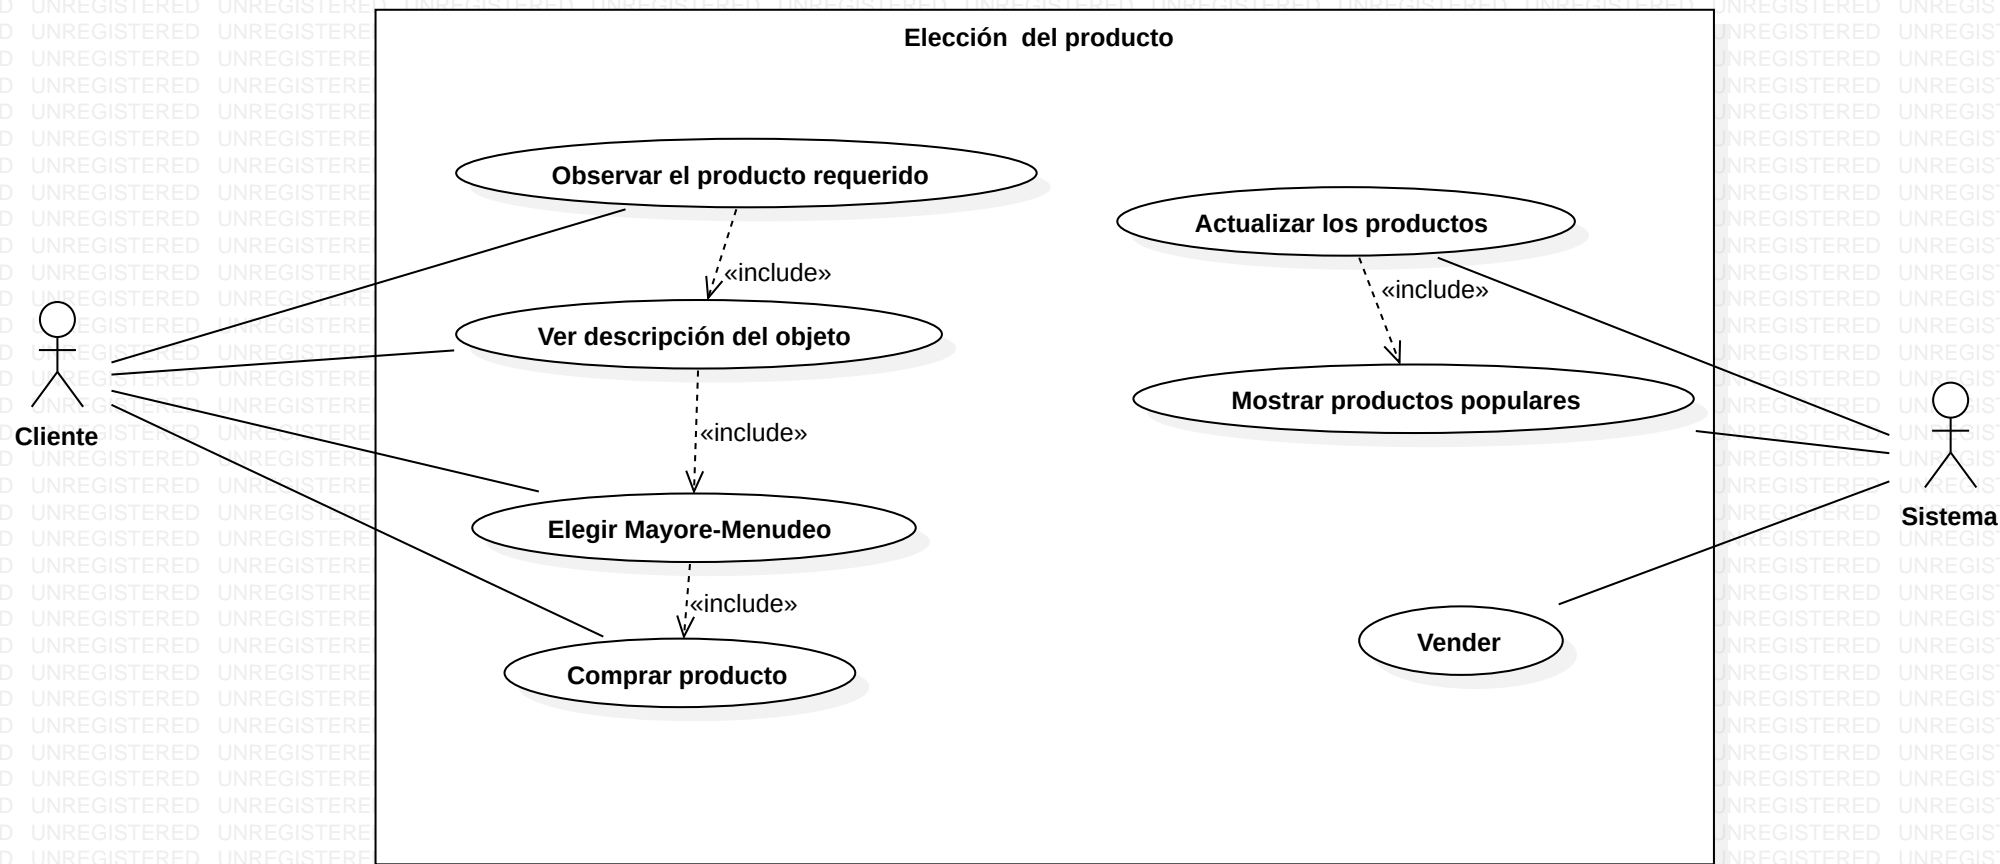 Elección  del producto
Observar el producto requerido
Actualizar los productos
«include»
«include»
Ver descripción del objeto
Mostrar productos populares
Cliente
«include»
Sistema
Elegir Mayore-Menudeo
«include»
Vender
Comprar producto
UNREGISTERED